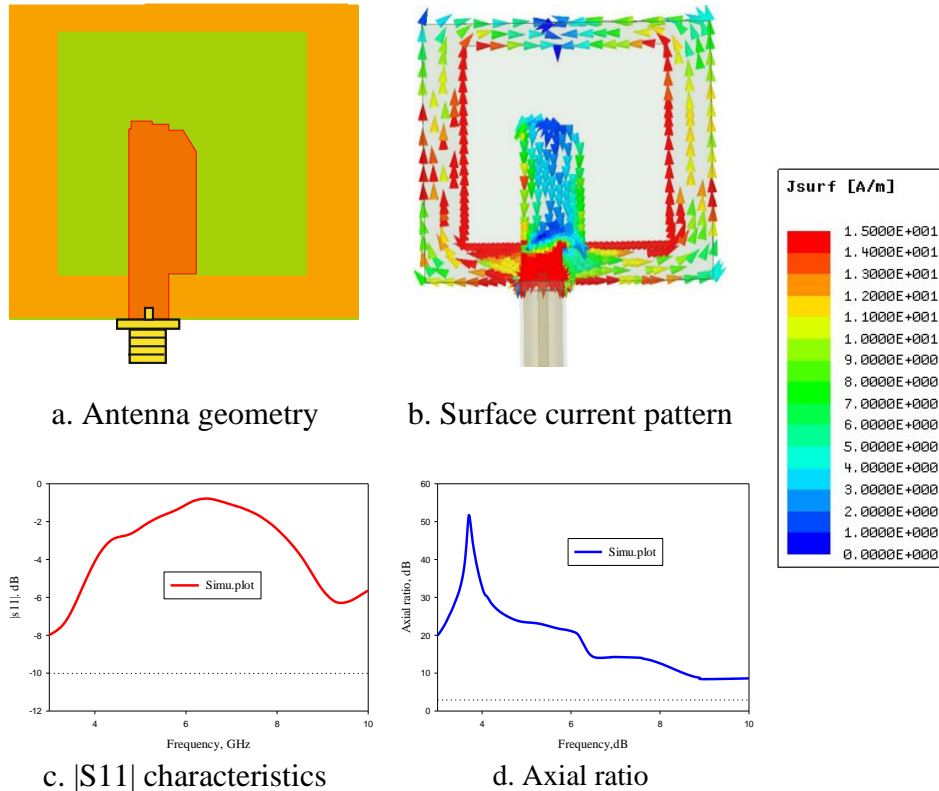 Jsurf [A/m]
1.5000E+001
1.4000E+001
1.3000E+001
1.2000E+001
1.1000E+001
1.0000E+001
9.0000E+000
8.0000E+000
7.0000E+000
6.0000E+000
5.0000E+000
4.0000E+000
3.0000E+000
2.0000E+000
1.0000E+000
0.0000E+000
a. Antenna geometry
b. Surface current pattern
|s11|, dB
0
-2
-4
-6
-8
-10
-12
Simu.plot
4
6
8
10
Frequency, GHz
c. |S11| characteristics
Axial ratio, dB
60
50
40
30
20
10
0
Simu.plot
4
6
8
10
Frequency,dB
d. Axial ratio